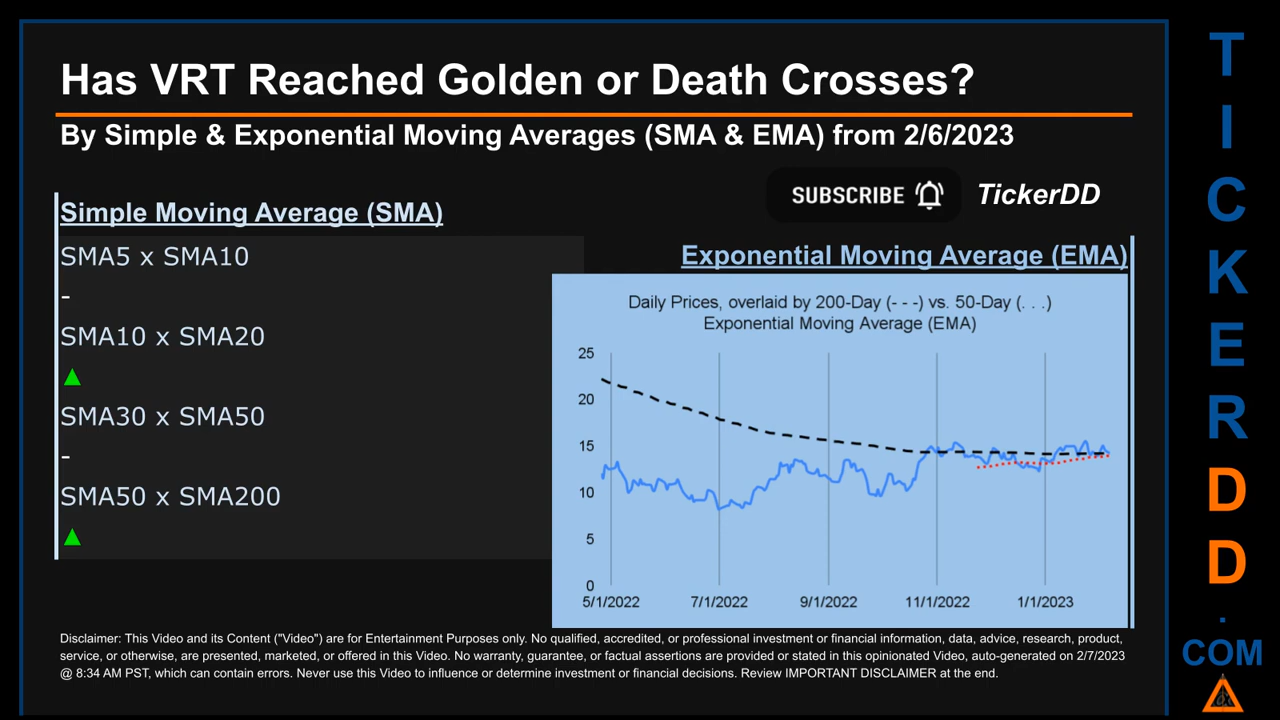 Has VRT Reached Golden or Death Crosses?
By Simple & Exponential Moving Averages (SMA & EMA) from 2/6/2023
SUBSCRIBE TickerDD
Simple Moving Average (SMA)
SMA5 x SMA10
-
SMA10 x SMA20
▲
SMA30 x SMA50
-
SMA50 x SMA200
▲
Exponential Moving Average (EMA)
Daily Prices, overlaid by 200-Day (- - -) vs. 50-Day (. . .)
Exponential Moving Average (EMA)
25
20
15
10
5
0
5/1/2022 7/1/2022 9/1/2022 11/1/2022 1/1/2023
Disclaimer: This Video and its Content ("Video") are for Entertainment Purposes only. No qualified, accredited, or professional investment or financial information, data, advice, research, product,
service, or otherwise, are presented, marketed, or offered in this Video. No warranty, guarantee, or factual assertions are provided or stated in this opinionated Video, auto-generated on 2/7/2023
@ 8:34 AM PST, which can contain errors. Never use this Video to influence or determine investment or financial decisions. Review IMPORTANT DISCLAIMER at the end.
T
I
C
K
E
R
D
D
.
COM